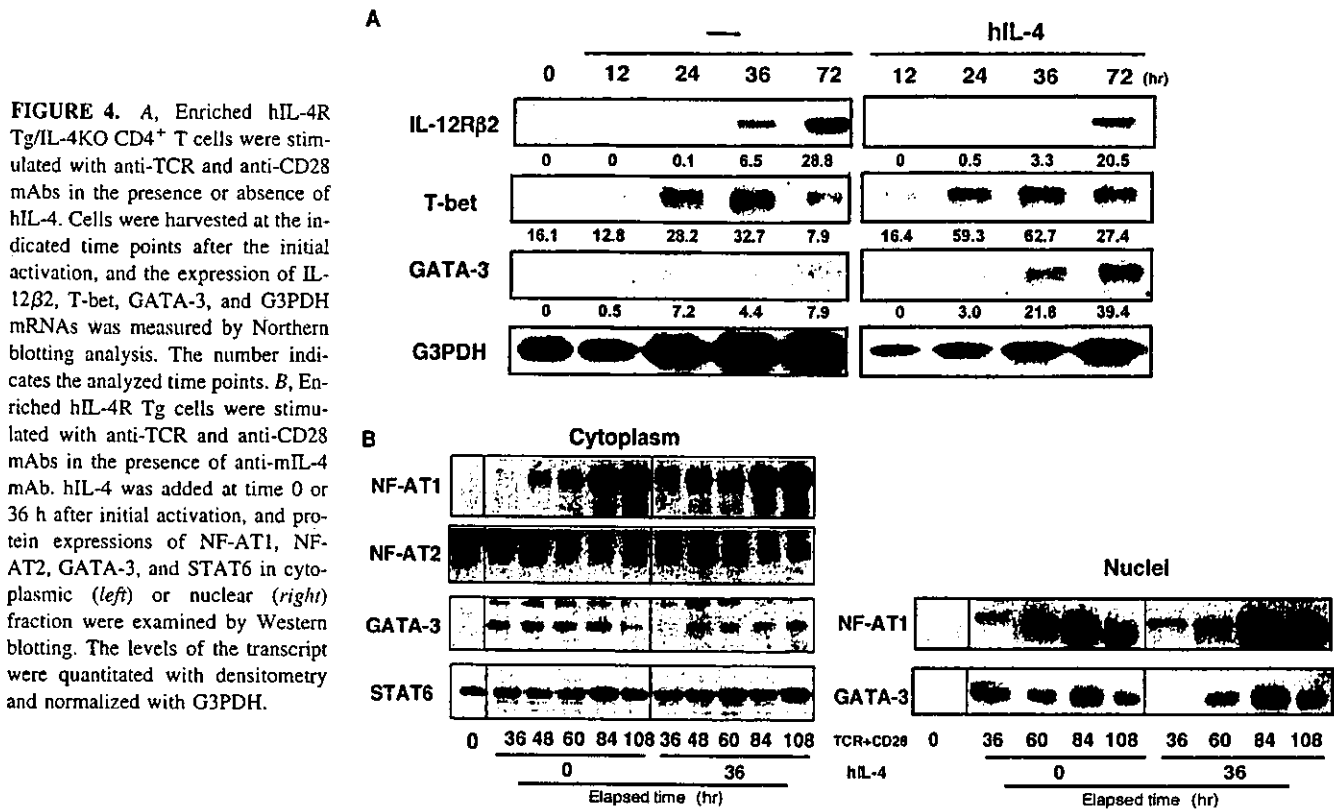 FIGURE 4. A, Enriched hIL-4R
Tg/IL-4KO CD4+ T cells were stim-
ulated with anti-TCR and anti-CD28
mAbs in the presence or absence of
hIL-4. Cells were harvested at the in-
dicated time points after the initial
activation, and the expression of IL-
12β2, T-bet, GATA-3, and G3PDH
mRNAs was measured by Northern
blotting analysis. The number indi-
cates the analyzed time points. B, En-
riched hIL-4R Tg cells were stimu-
lated with anti-TCR and anti-CD28
mAbs in the presence of anti-mIL-4
mAb. hIL-4 was added at time 0 or
36 h after initial activation, and pro-
tein expressions of NF-AT1, NF-
AT2, GATA-3, and STAT6 in cyto-
plasmic (left) or nuclear (right)
fraction were examined by Western
blotting. The levels of the transcript
were quantitated with densitometry
and normalized with G3PDH.
A
— hIL-4
0 12 24 36 72 12 24 36 72 (hr)
IL-12Rβ2
0 0 0.1 6.5 28.8 0 0.5 3.3 20.5
T-bet
16.1 12.8 28.2 32.7 7.9 16.4 59.3 62.7 27.4
GATA-3
0 0.5 7.2 4.4 7.9 0 3.0 21.8 39.4
G3PDH
B
Cytoplasm
NF-AT1
NF-AT2
GATA-3
STAT6
0 36 48 60 84 108 36 48 60 84 108
0 36
Elapsed time (hr)
Nuclei
NF-AT1
GATA-3
TCR+CD28 0 36 60 84 108 36 60 84 108
hIL-4 0 36
Elapsed time (hr)